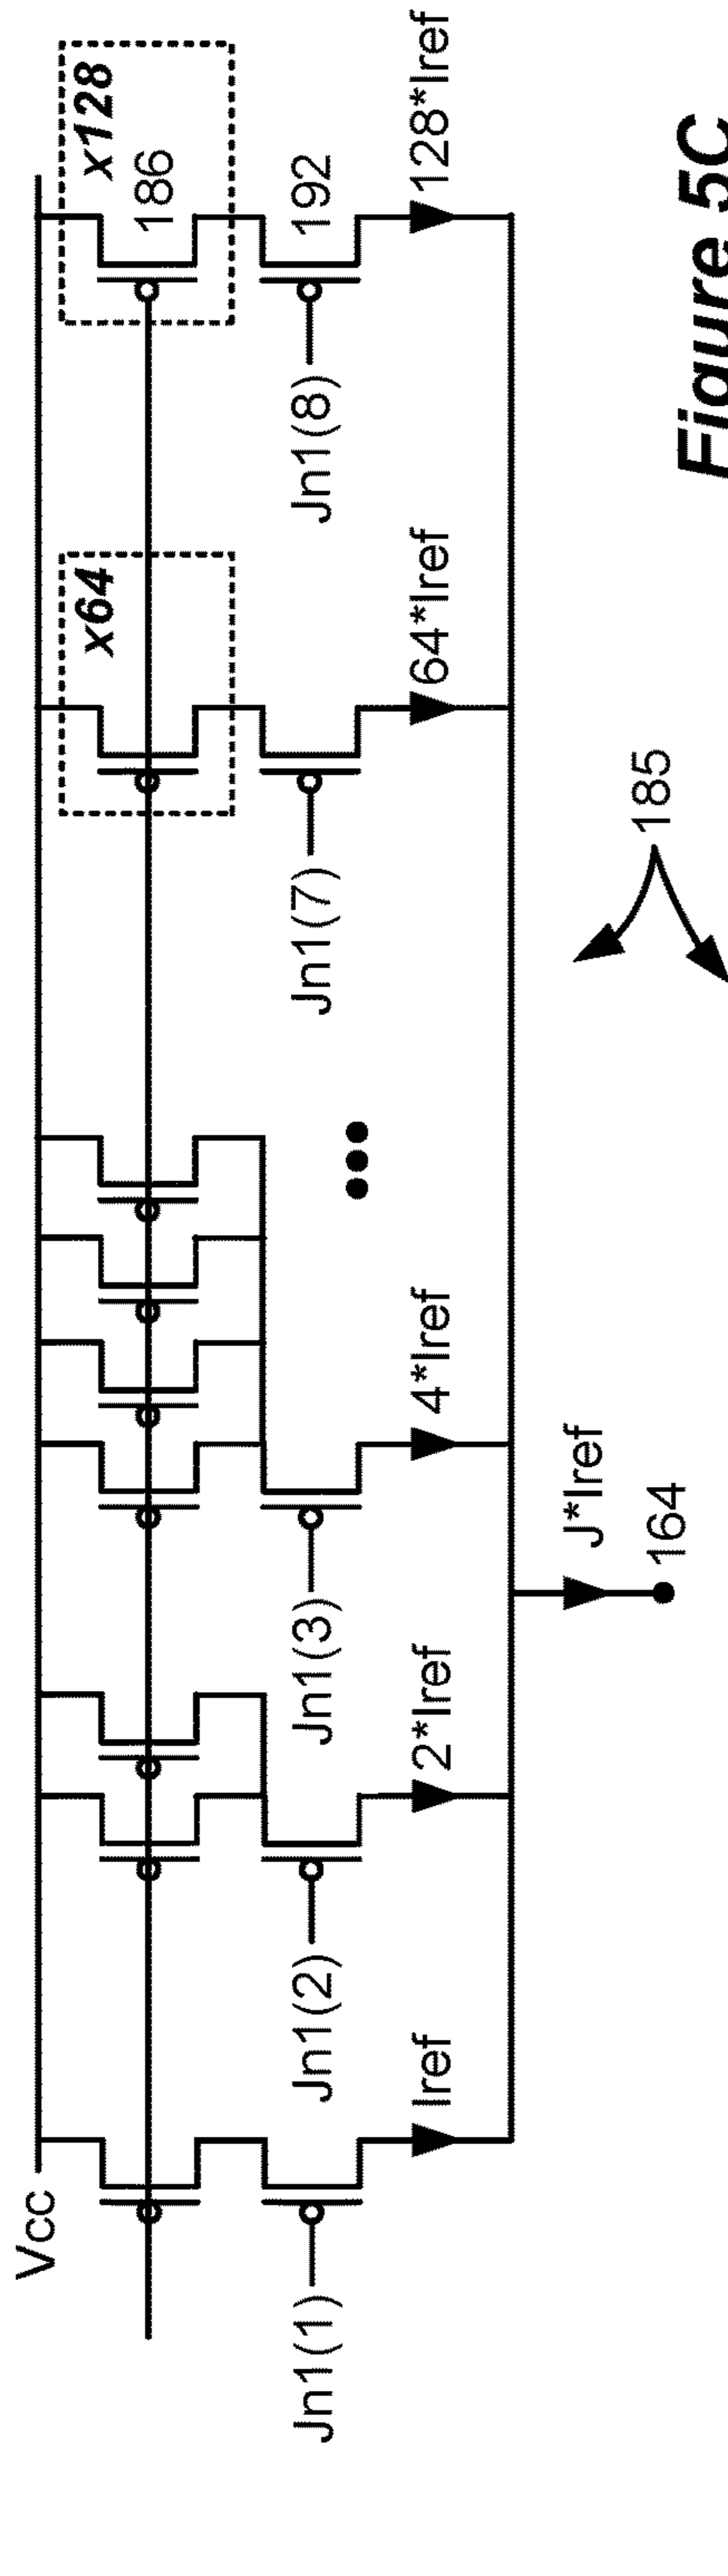 Vcc
x64
x128
186
192
Jn1(1)
Jn1(2)
Jn1(3)
Jn1(7)
Jn1(8)
Iref
2*Iref
4*Iref
64*Iref
128*Iref
J*Iref
164
185
Figure 5C